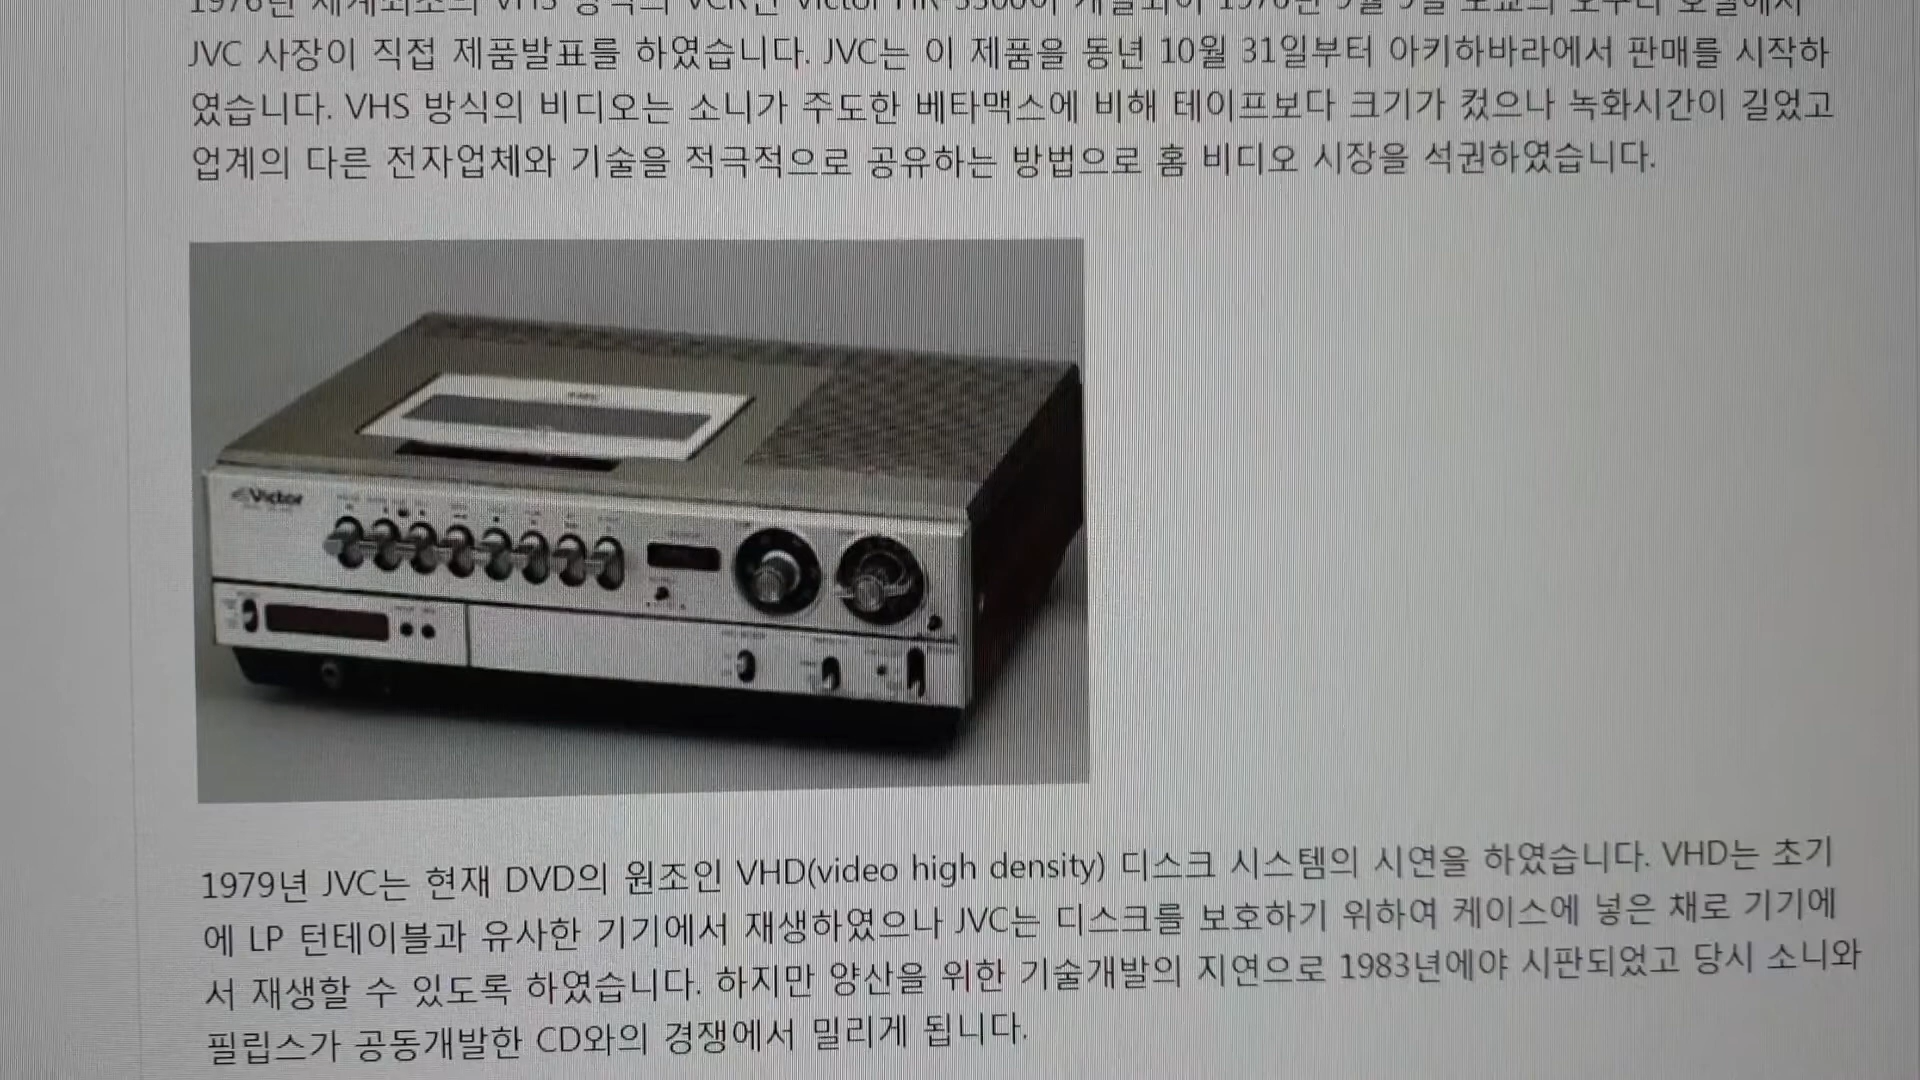 JVC 사장이 직접 제품발표를 하였습니다. JVC는 이 제품을 동년 10월 31일부터 아키하바라에서 판매를 시작하
였습니다. VHS 방식의 비디오는 소니가 주도한 베타맥스에 비해 테이프보다 크기가 컸으나 녹화시간이 길었고
업계의 다른 전자업체와 기술을 적극적으로 공유하는 방법으로 홈 비디오 시장을 석권하였습니다.
Victor
1979년 JVC는 현재 DVD의 원조인 VHD(video high density) 디스크 시스템의 시연을 하였습니다. VHD는 초기
에 LP 턴테이블과 유사한 기기에서 재생하였으나 JVC는 디스크를 보호하기 위하여 케이스에 넣은 채로 기기에
서 재생할 수 있도록 하였습니다. 하지만 양산을 위한 기술개발의 지연으로 1983년에야 시판되었고 당시 소니와
필립스가 공동개발한 CD와의 경쟁에서 밀리게 됩니다.